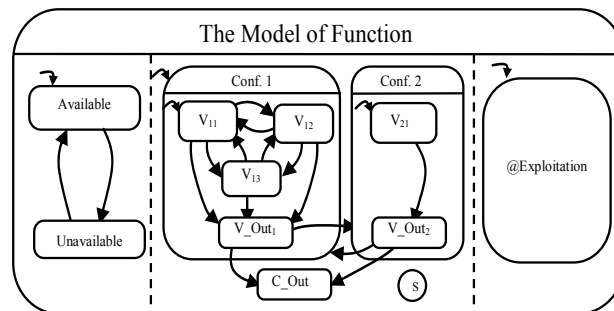 The Model of Function
Available
Unavailable
Conf. 1
V11
V12
V13
V_Out1
Conf. 2
V21
V_Out2
C_Out
S
@Exploitation